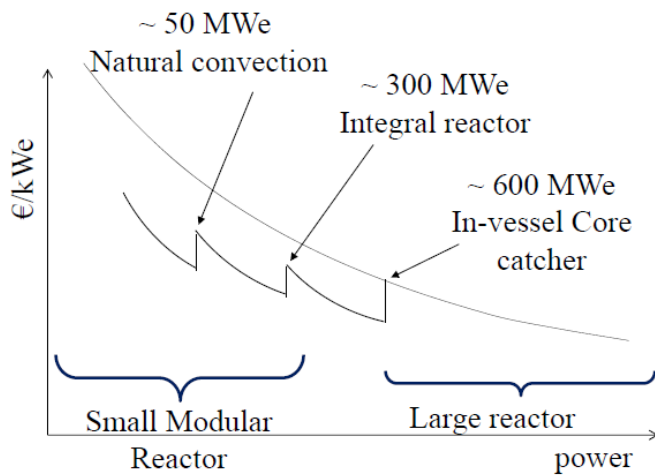 ~ 50 MWe
Natural convection
~ 300 MWe
Integral reactor
~ 600 MWe
In-vessel Core
catcher
€/kWe
Small Modular
Reactor
Large reactor
power